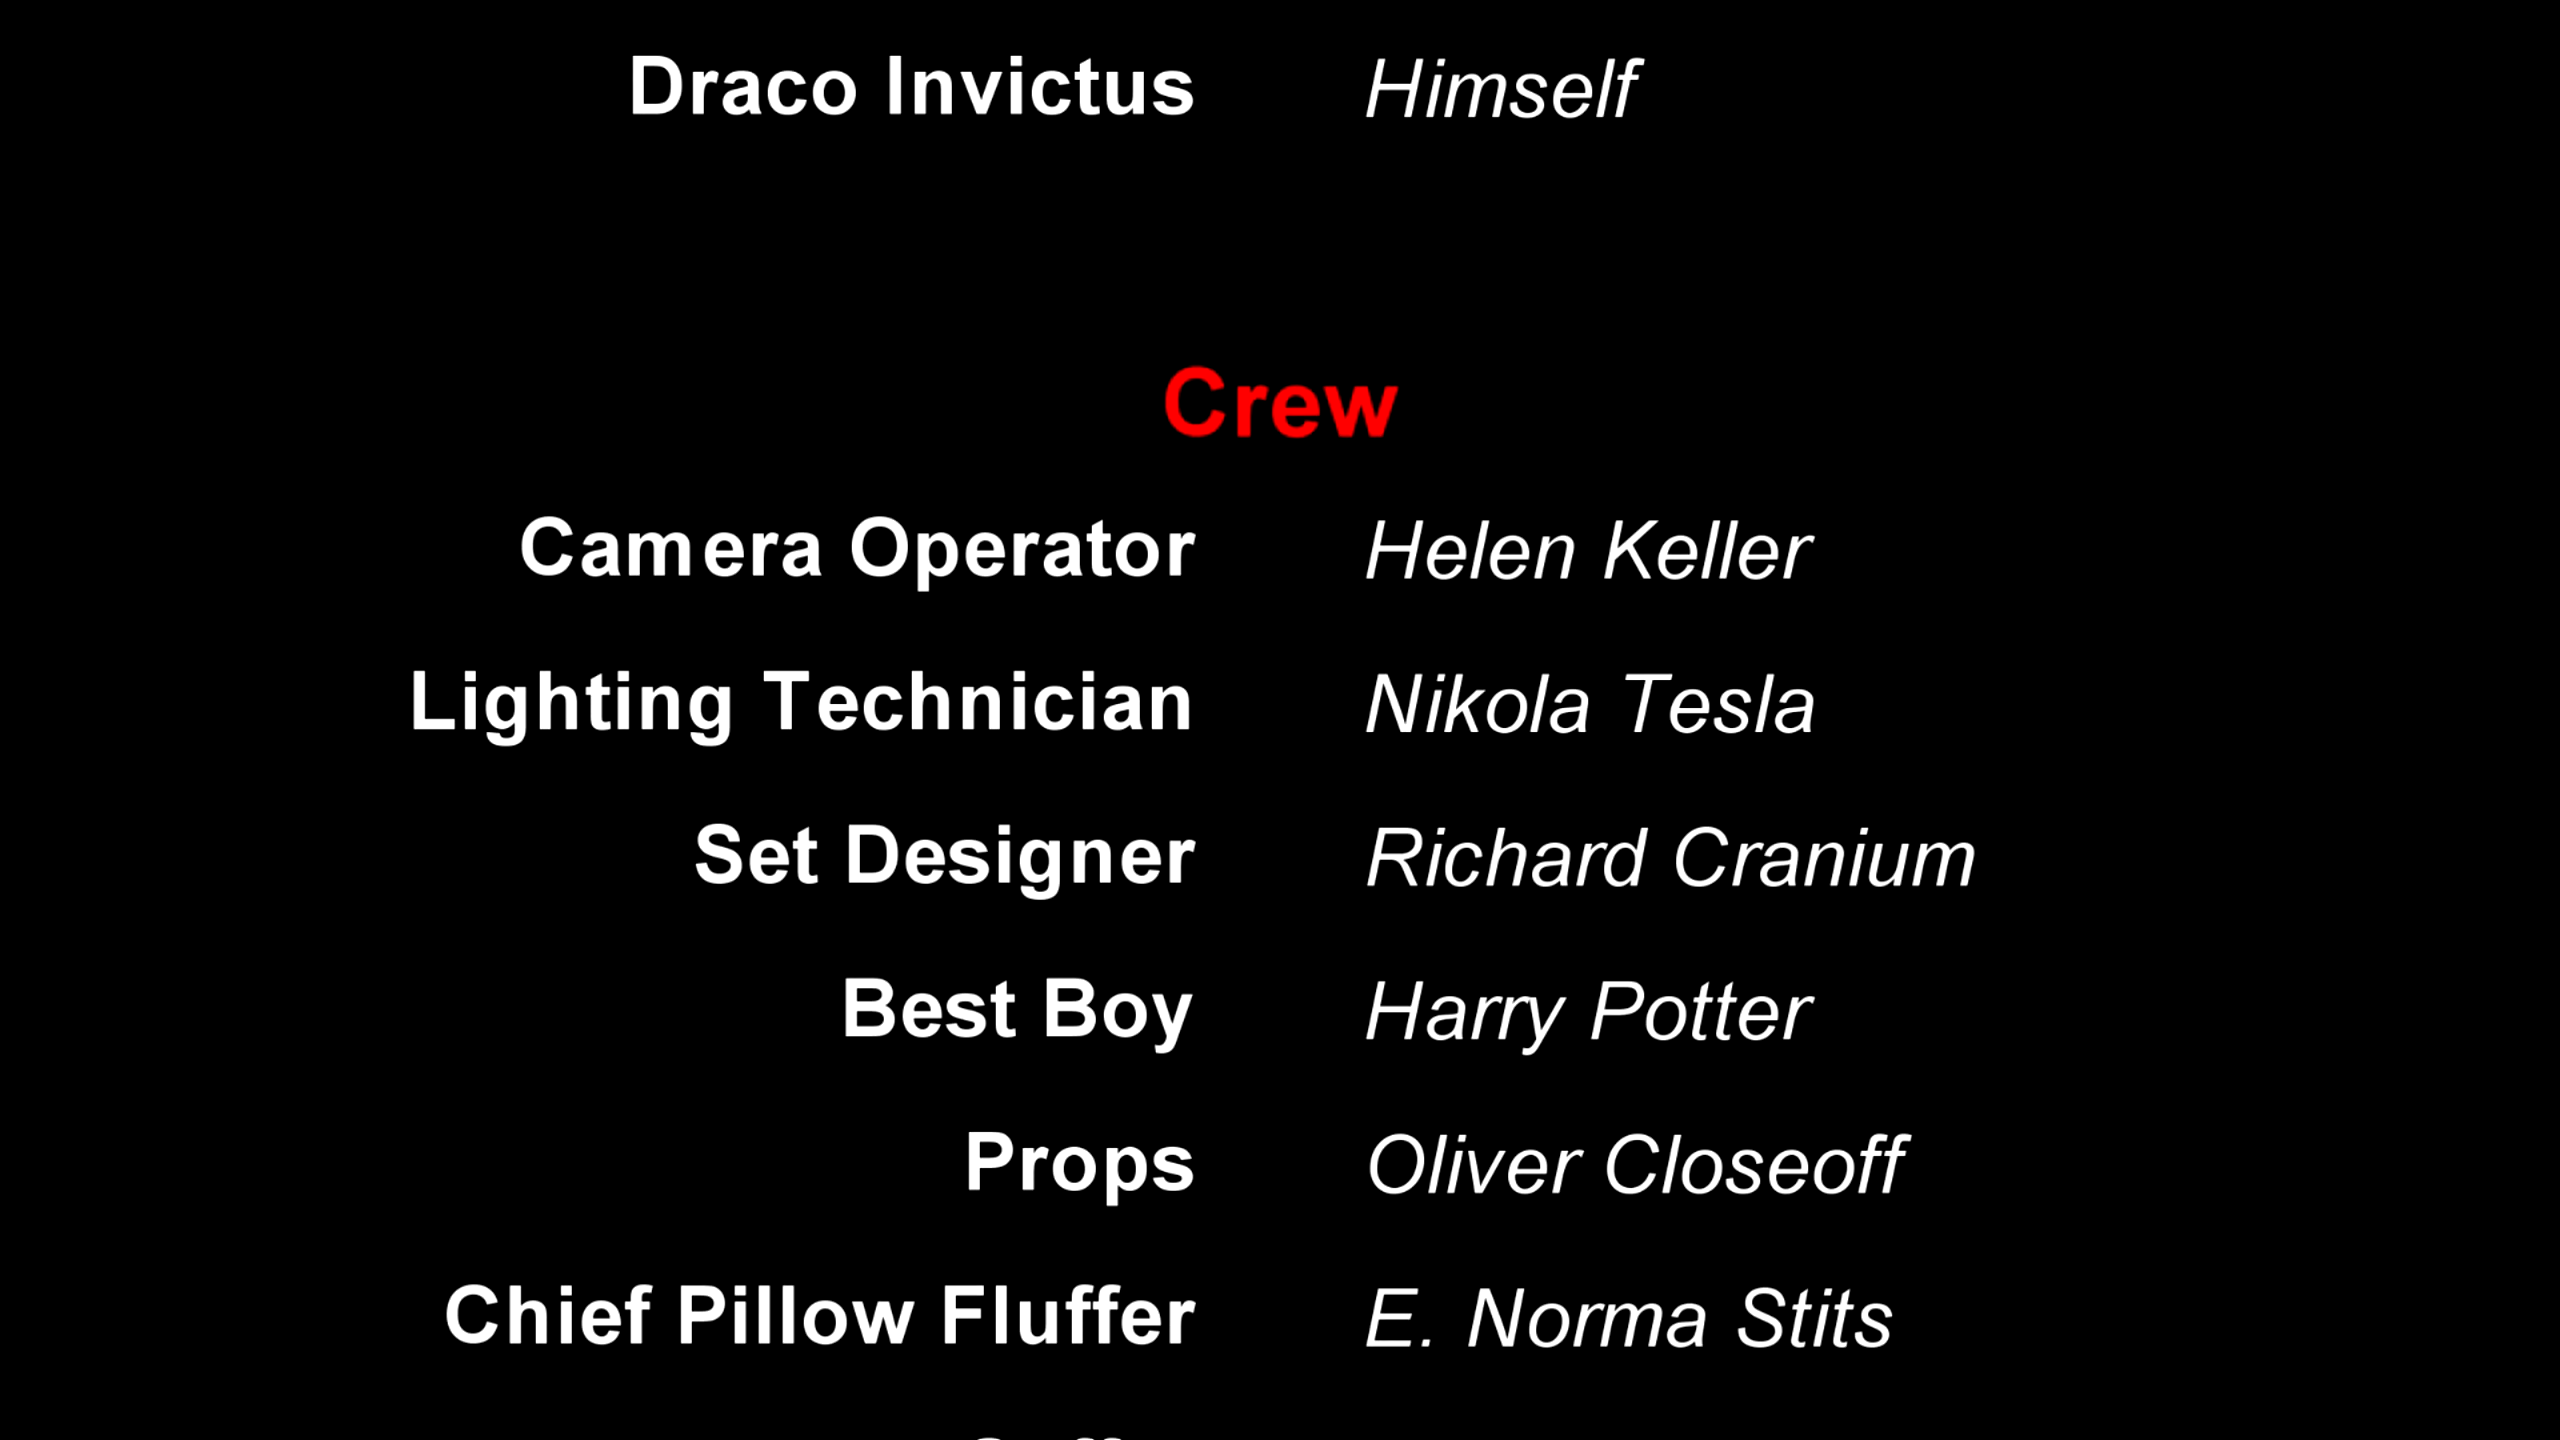 Draco Invictus Himself
Crew
Camera Operator Helen Keller
Lighting Technician Nikola Tesla
Set Designer Richard Cranium
Best Boy Harry Potter
Props Oliver Closeoff
Chief Pillow Fluffer E. Norma Stits